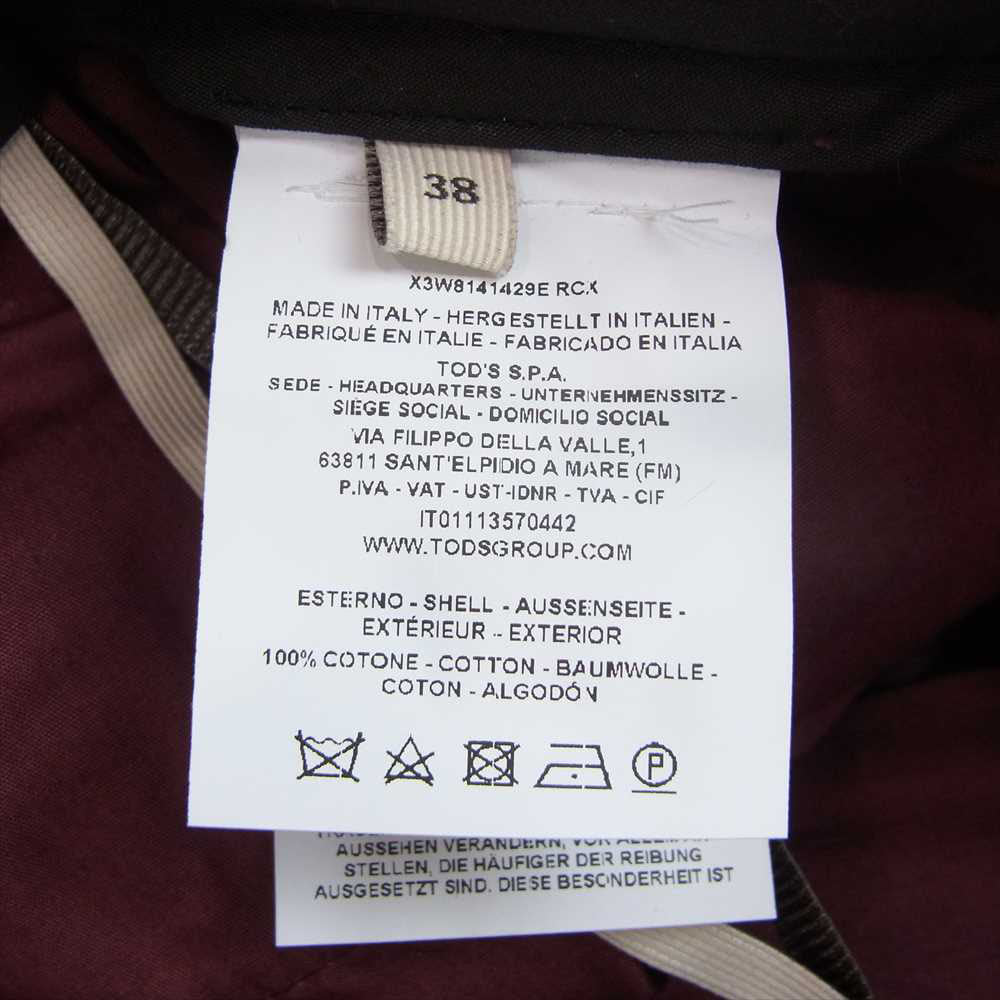 38
X3W8141429E RCX
MADE IN ITALY - HERGESTELLT IN ITALIEN -
FABRIQUÉ EN ITALIE - FABRICADO EN ITALIA
TOD'S S.P.A.
SEDE - HEADQUARTERS - UNTERNEHMENSSITZ -
SIÈGE SOCIAL - DOMICILIO SOCIAL
VIA FILIPPO DELLA VALLE,1
63811 SANT'ELPIDIO A MARE (FM)
P.IVA - VAT - UST-IDNR - TVA - CIF
IT01113570442
WWW.TODSGROUP.COM
ESTERNO - SHELL - AUSSENSEITE -
EXTÉRIEUR - EXTERIOR
100% COTONE - COTTON - BAUMWOLLE -
COTON - ALGODÓN
P
AUSSEHEN VERÄNDERN, VOR ALLEM AN
STELLEN, DIE HÄUFIGER DER REIBUNG
AUSGESETZT SIND. DIESE BESONDERHEIT IST